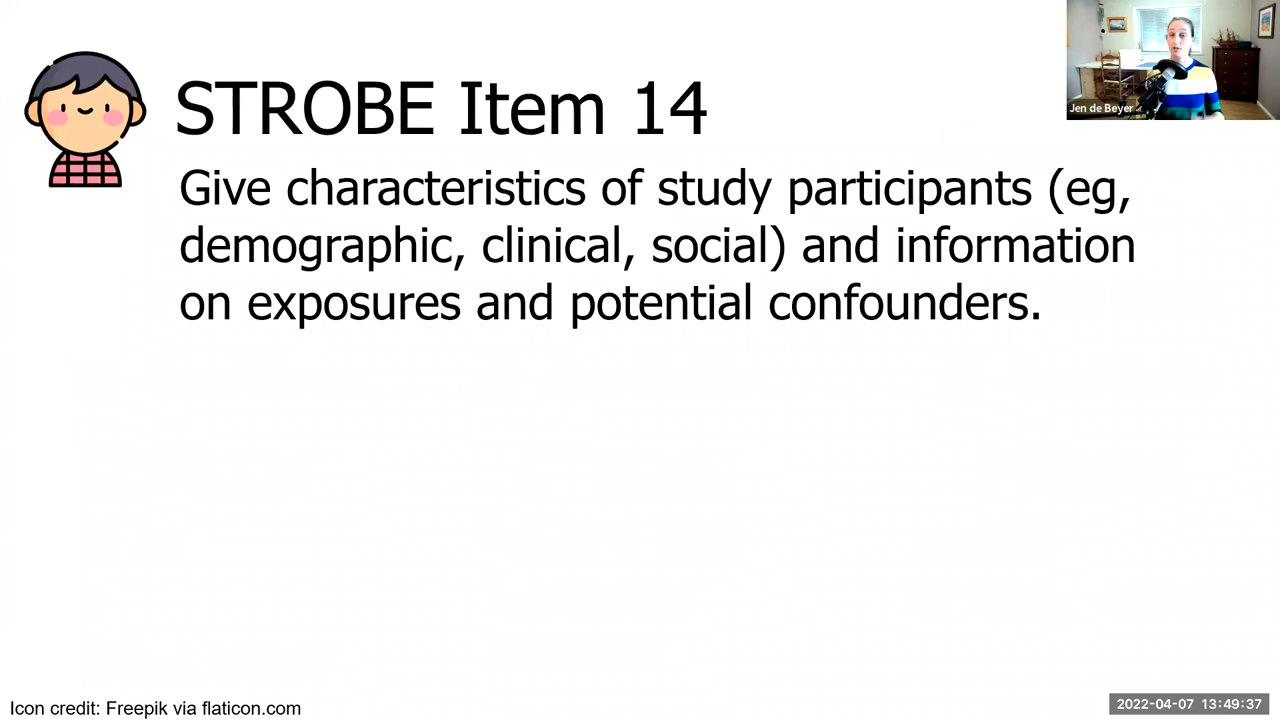 Jen de Beyer
STROBE Item 14
Give characteristics of study participants (eg,
demographic, clinical, social) and information
on exposures and potential confounders.
Icon credit: Freepik via flaticon.com
2022-04-07 13:49:37